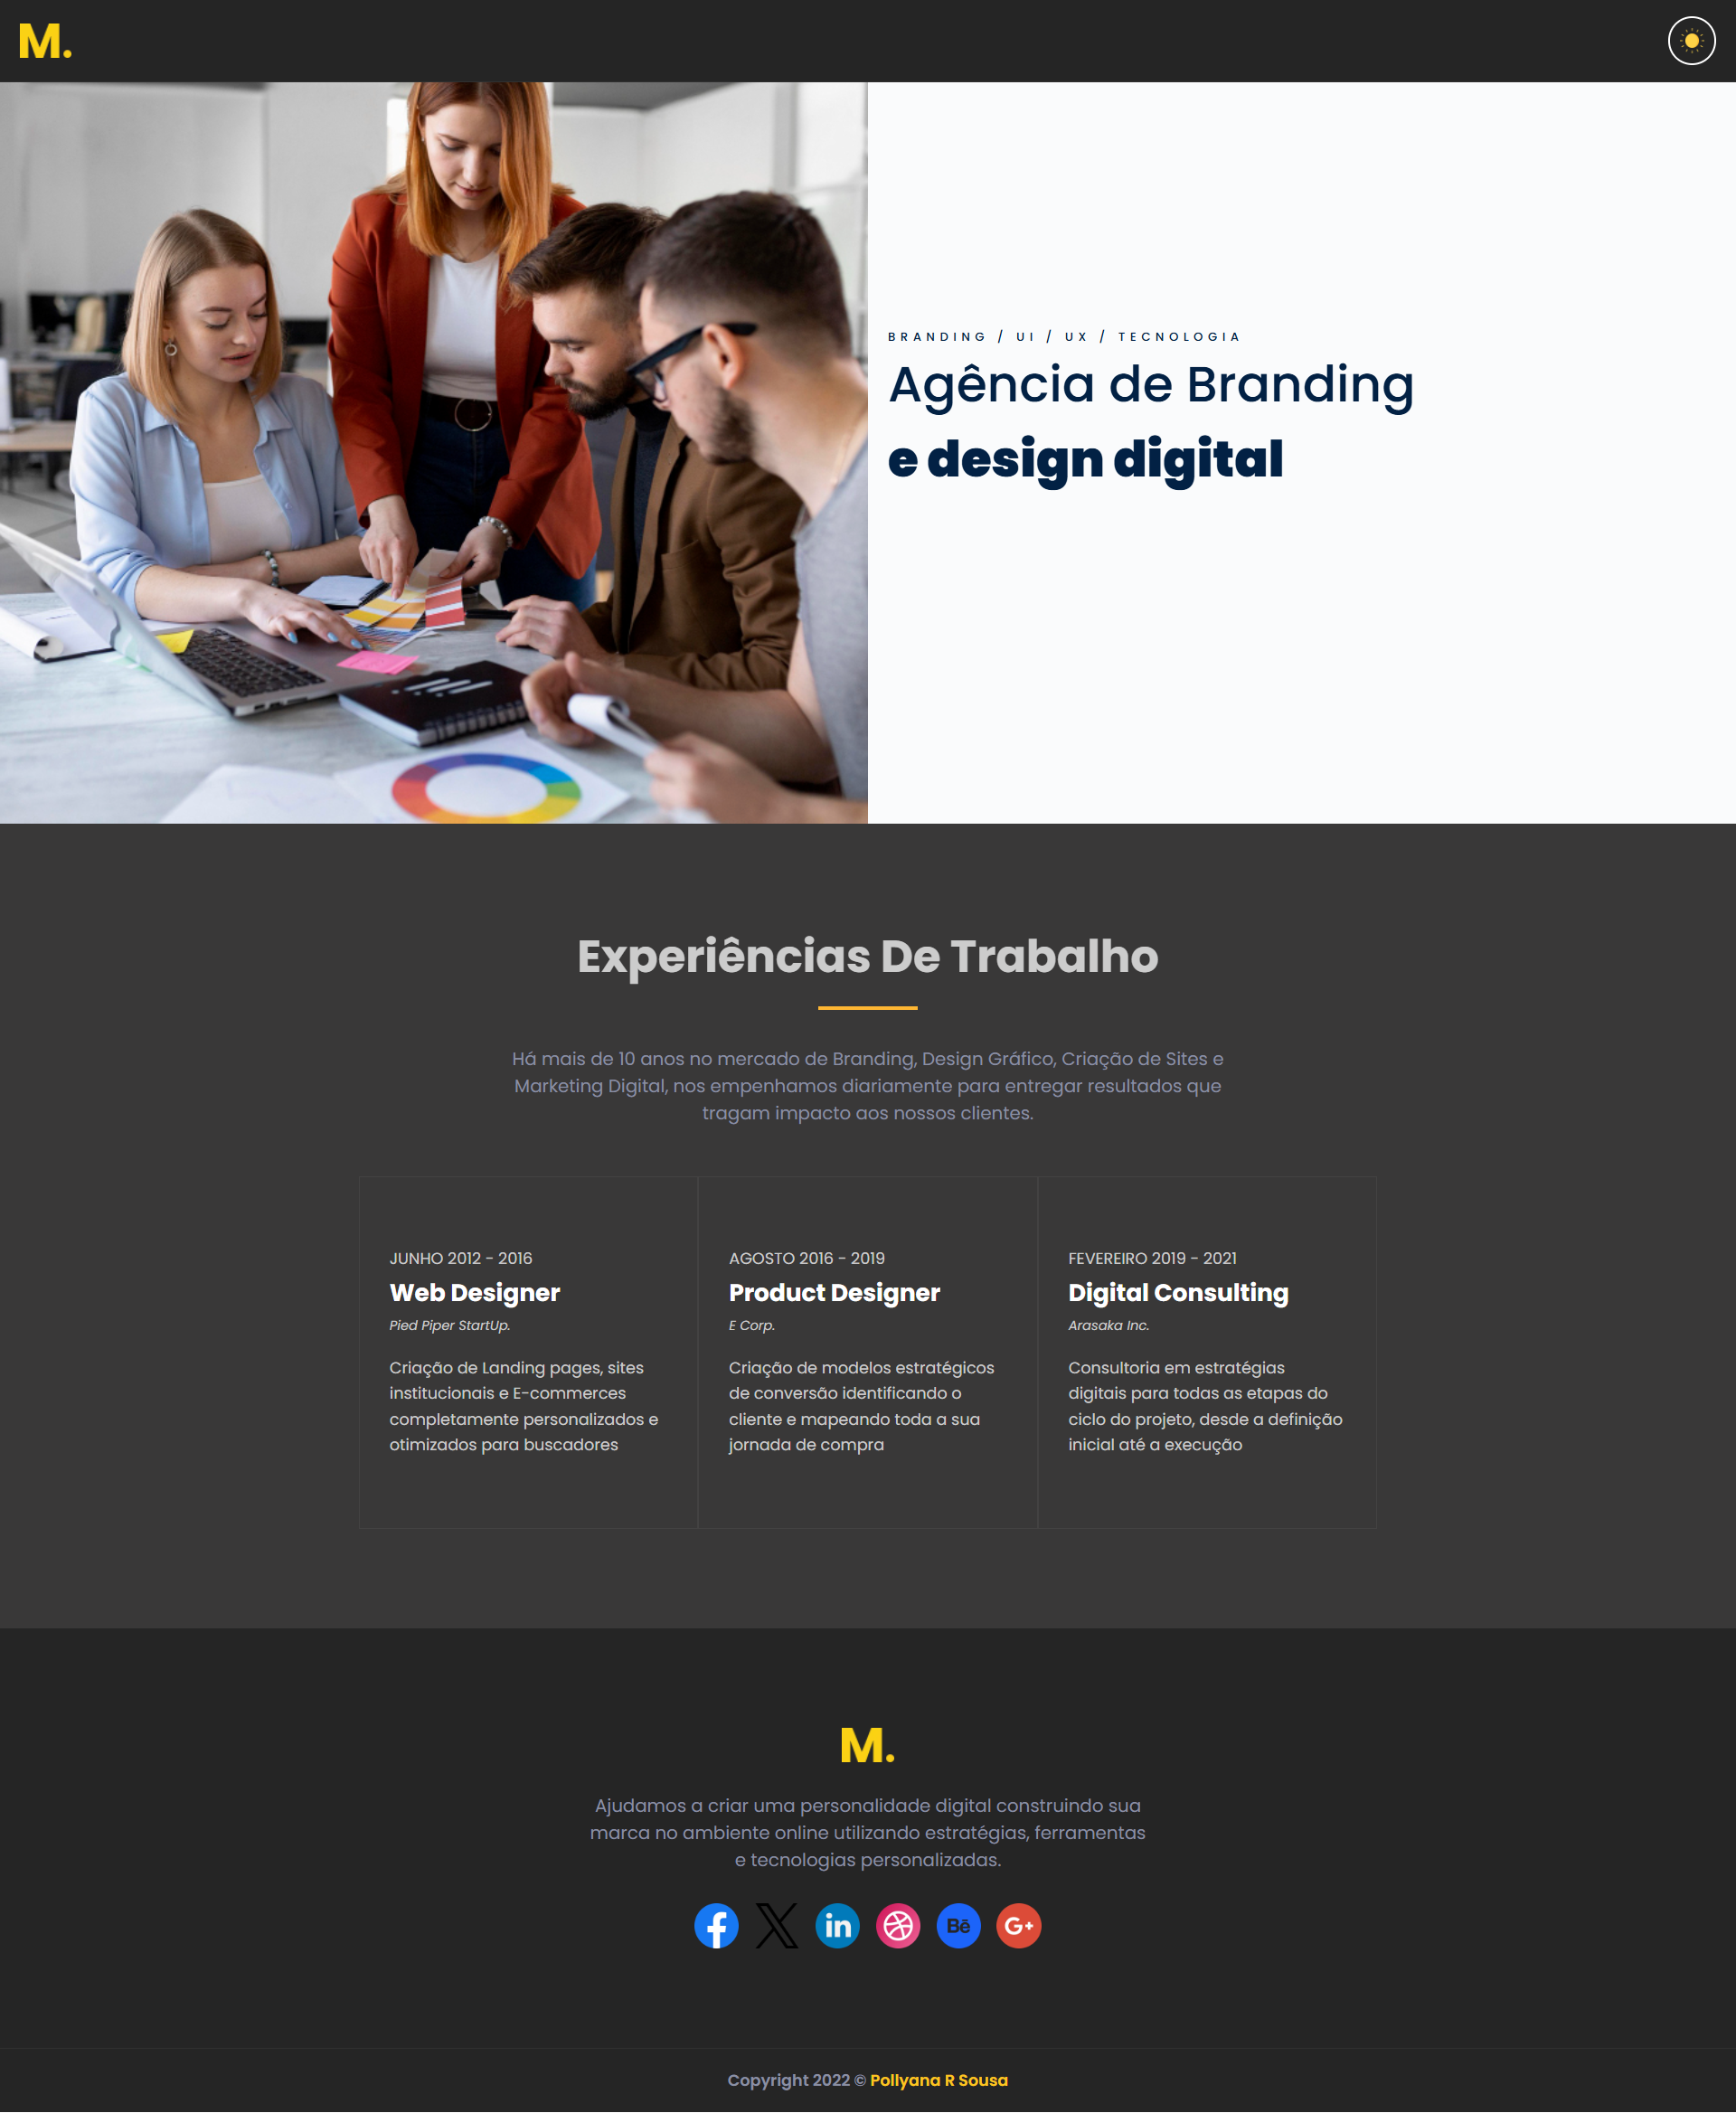 M.
BRANDING / UI / UX / TECNOLOGIA
Agência de Branding
e design digital
Experiências De Trabalho
Há mais de 10 anos no mercado de Branding, Design Gráfico, Criação de Sites e
Marketing Digital, nos empenhamos diariamente para entregar resultados que
tragam impacto aos nossos clientes.
JUNHO 2012 - 2016
Web Designer
Pied Piper StartUp.
Criação de Landing pages, sites
institucionais e E-commerces
completamente personalizados e
otimizados para buscadores
AGOSTO 2016 - 2019
Product Designer
E Corp.
Criação de modelos estratégicos
de conversão identificando o
cliente e mapeando toda a sua
jornada de compra
FEVEREIRO 2019 - 2021
Digital Consulting
Arasaka Inc.
Consultoria em estratégias
digitais para todas as etapas do
ciclo do projeto, desde a definição
inicial até a execução
M.
Ajudamos a criar uma personalidade digital construindo sua
marca no ambiente online utilizando estratégias, ferramentas
e tecnologias personalizadas.
f X in Bē G+
Copyright 2022 © Pollyana R Sousa